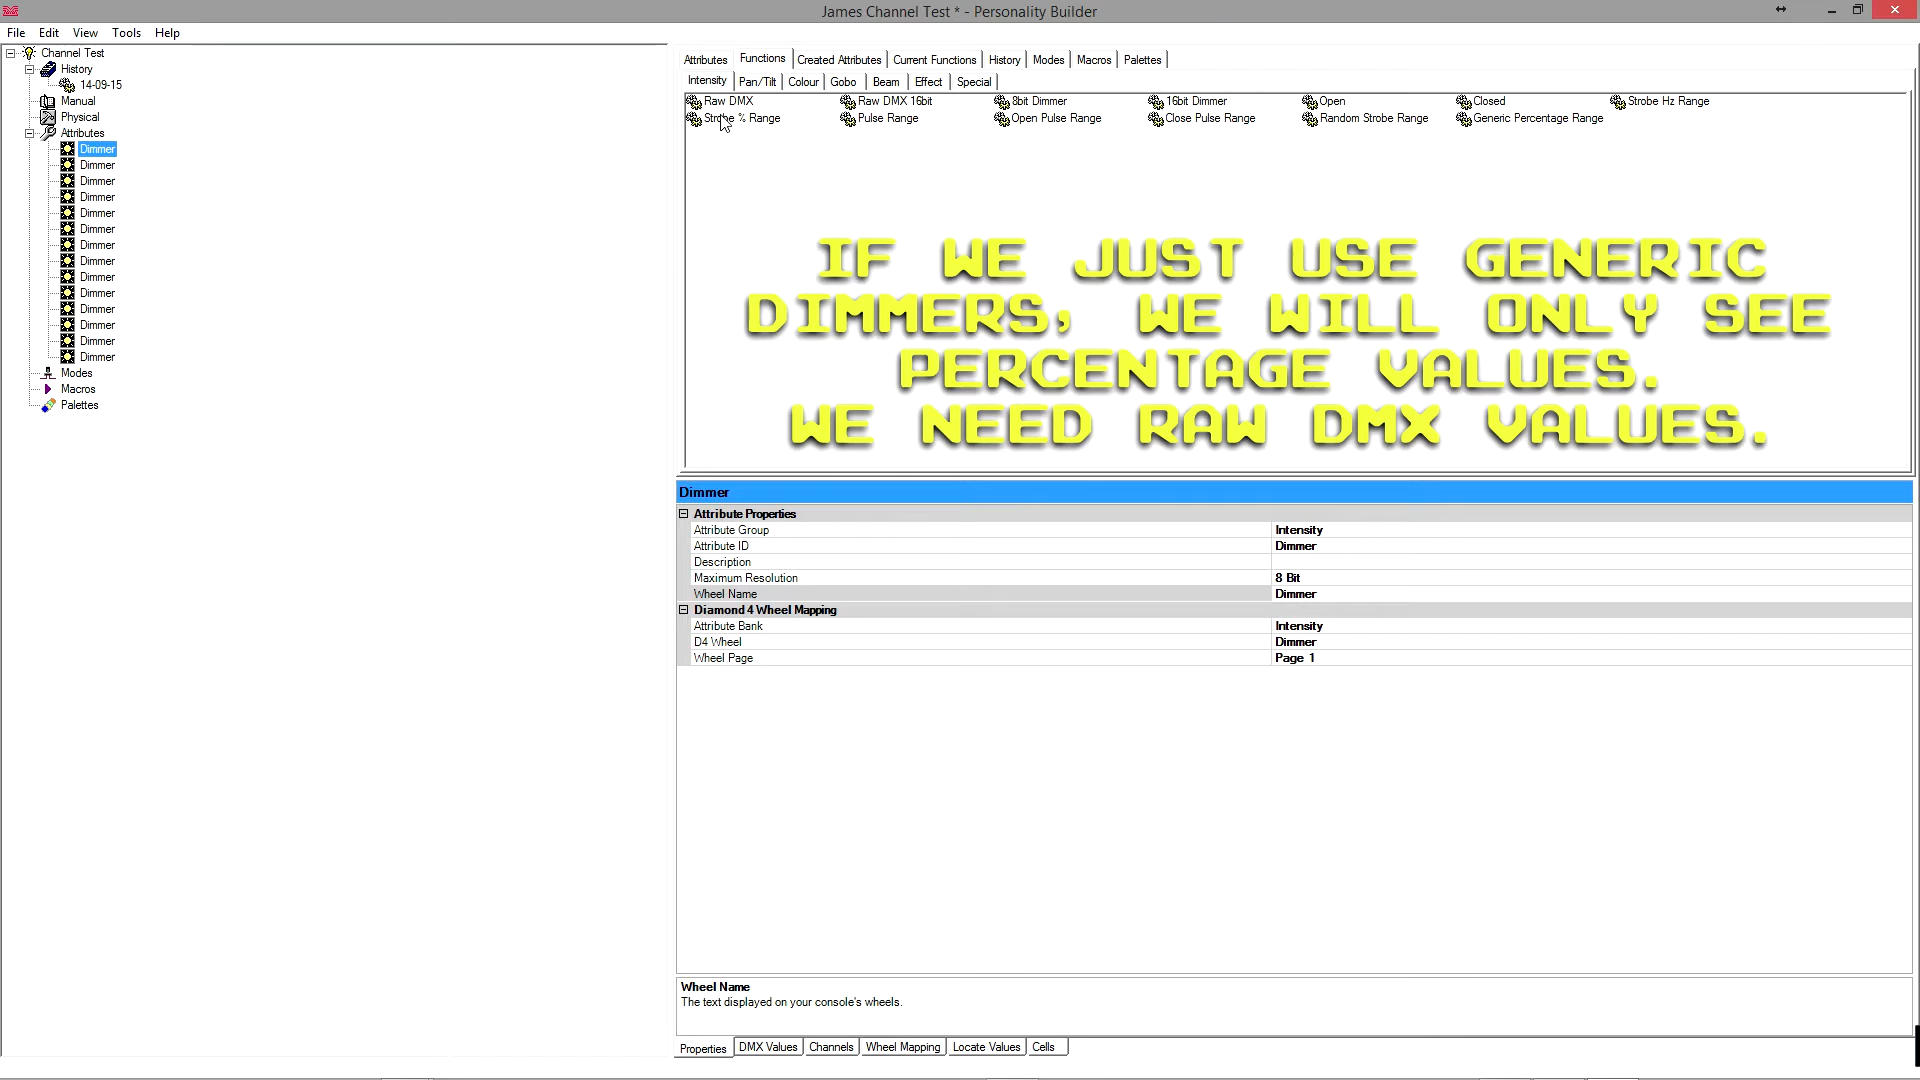 James Channel Test * - Personality Builder
File Edit View Tools Help
Channel Test
History
14-09-15
Manual
Physical
Attributes
Dimmer
Dimmer
Dimmer
Dimmer
Dimmer
Dimmer
Dimmer
Dimmer
Dimmer
Dimmer
Dimmer
Dimmer
Dimmer
Dimmer
Modes
Macros
Palettes
Attributes Functions Created Attributes Current Functions History Modes Macros Palettes
Intensity Pan/Tilt Colour Gobo Beam Effect Special
Raw DMX Raw DMX 16bit 8bit Dimmer 16bit Dimmer Open Closed Strobe Hz Range
Strobe % Range Pulse Range Open Pulse Range Close Pulse Range Random Strobe Range Generic Percentage Range
IF WE JUST USE GENERIC
DIMMERS, WE WILL ONLY SEE
PERCENTAGE VALUES.
WE NEED RAW DMX VALUES.
Dimmer
Attribute Properties
Attribute Group Intensity
Attribute ID Dimmer
Description
Maximum Resolution 8 Bit
Wheel Name Dimmer
Diamond 4 Wheel Mapping
Attribute Bank Intensity
D4 Wheel Dimmer
Wheel Page Page 1
Wheel Name
The text displayed on your console's wheels.
Properties DMX Values Channels Wheel Mapping Locate Values Cells